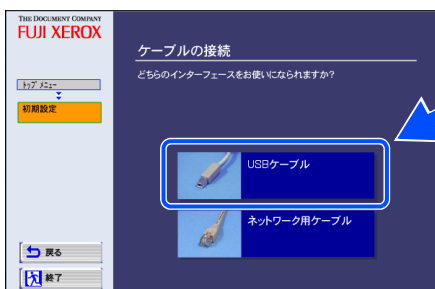 THE DOCUMENT COMPANY
FUJI XEROX
ケーブルの接続
どちらのインターフェースをお使いになられますか?
トップメニュー
初期設定
USBケーブル
ネットワーク用ケーブル
戻る
終了